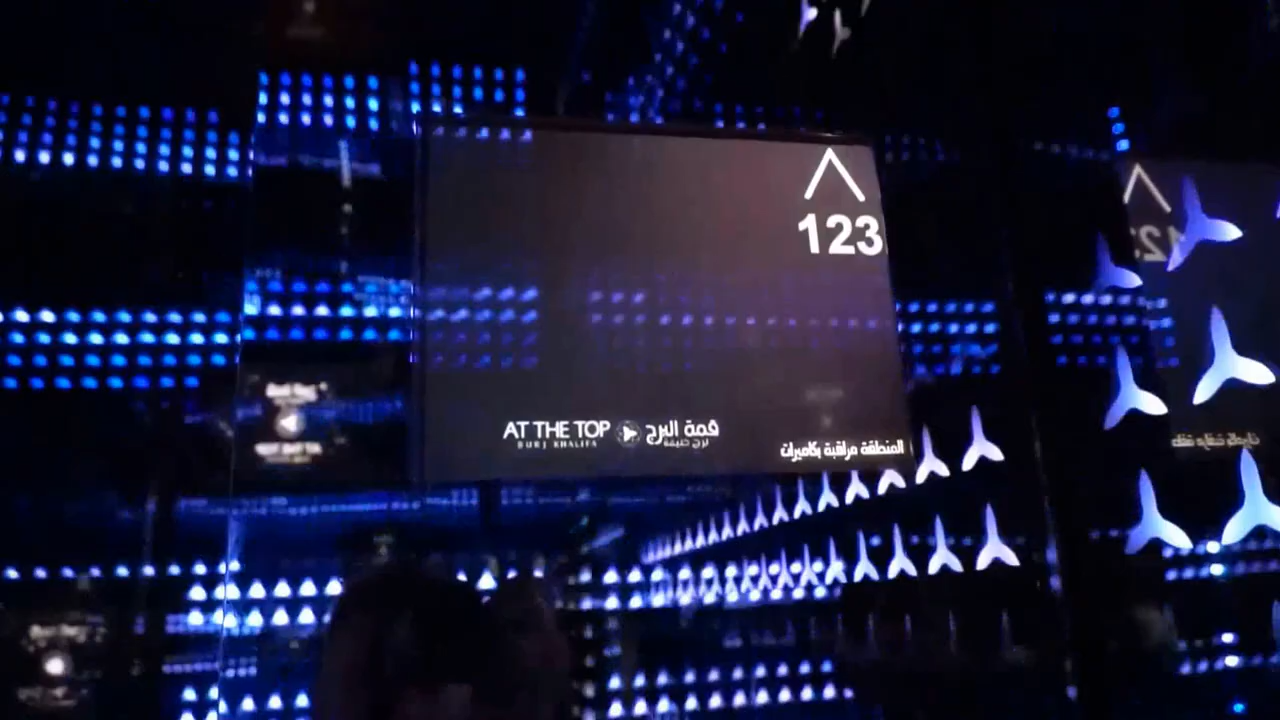 123
AT THE TOP
BURJ KHALIFA
قمة البرج
برج خليفة
المنطقة مراقبة بكاميرات